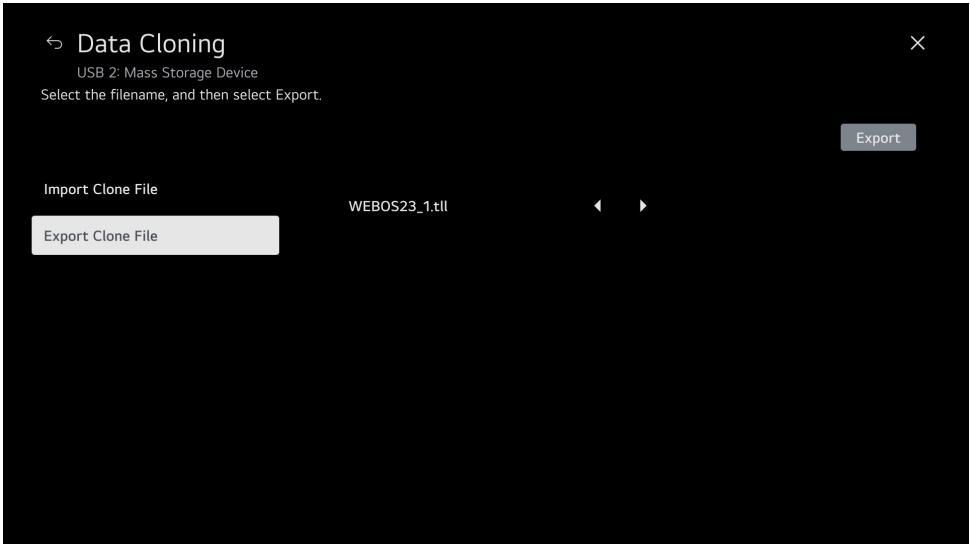 Data Cloning
USB 2: Mass Storage Device
Select the filename, and then select Export.
Export
Import Clone File
WEBOS23_1.tll
Export Clone File